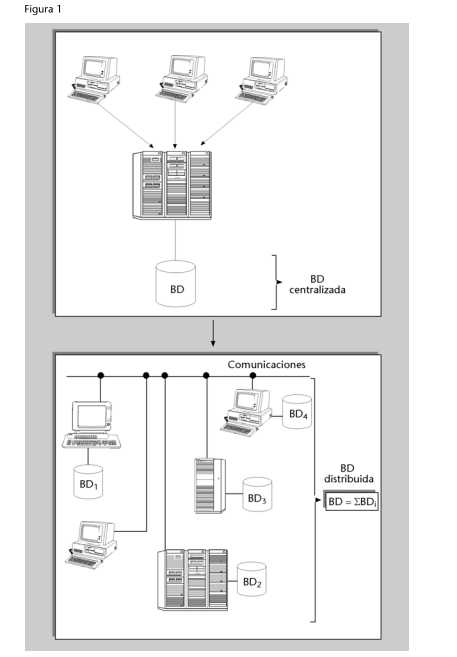 Figura 1
BD
BD
centralizada
Comunicaciones
BD4
BD1
BD3
BD
distribuida
BD = ΣBDi
BD2